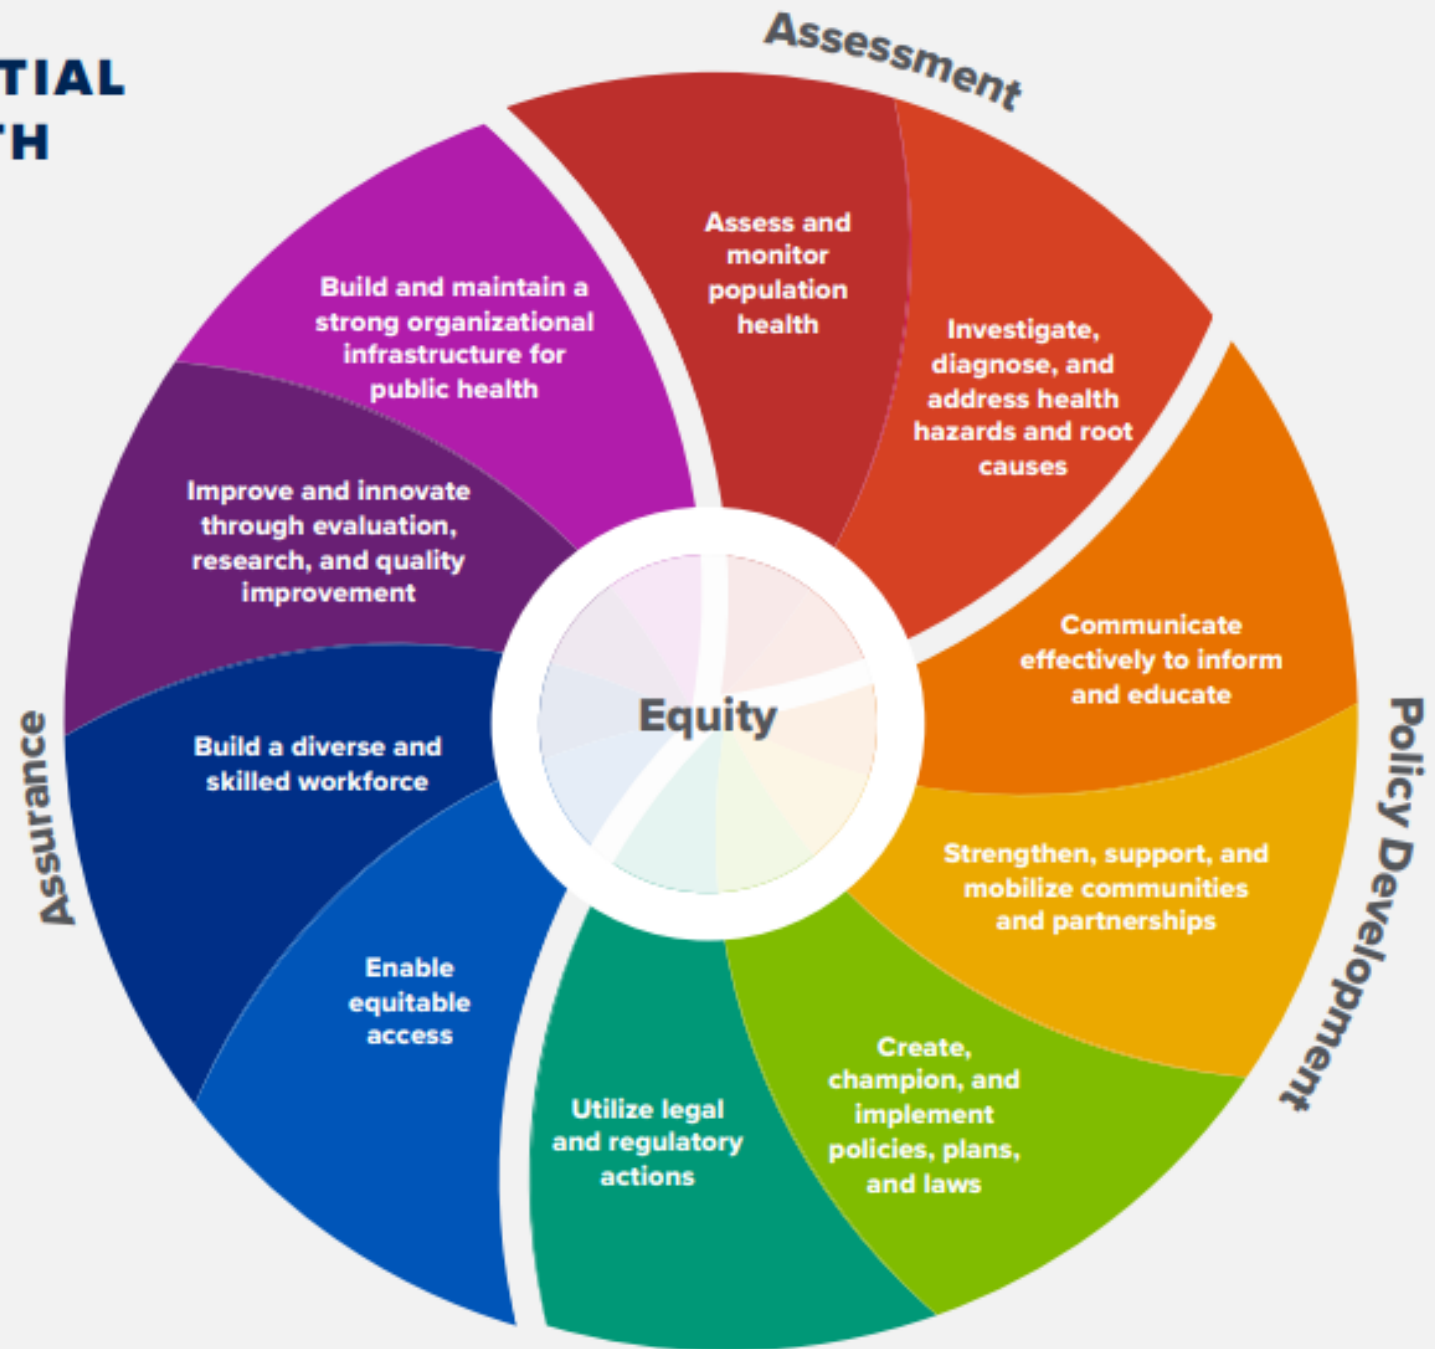 TIAL
TH
Assessment
Assess and
monitor
population
health
Investigate,
diagnose, and
address health
hazards and root
causes
Policy Development
Communicate
effectively to inform
and educate
Strengthen, support, and
mobilize communities
and partnerships
Create,
champion, and
implement
policies, plans,
and laws
Utilize legal
and regulatory
actions
Assurance
Enable
equitable
access
Build a diverse and
skilled workforce
Improve and innovate
through evaluation,
research, and quality
improvement
Build and maintain a
strong organizational
infrastructure for
public health
Equity